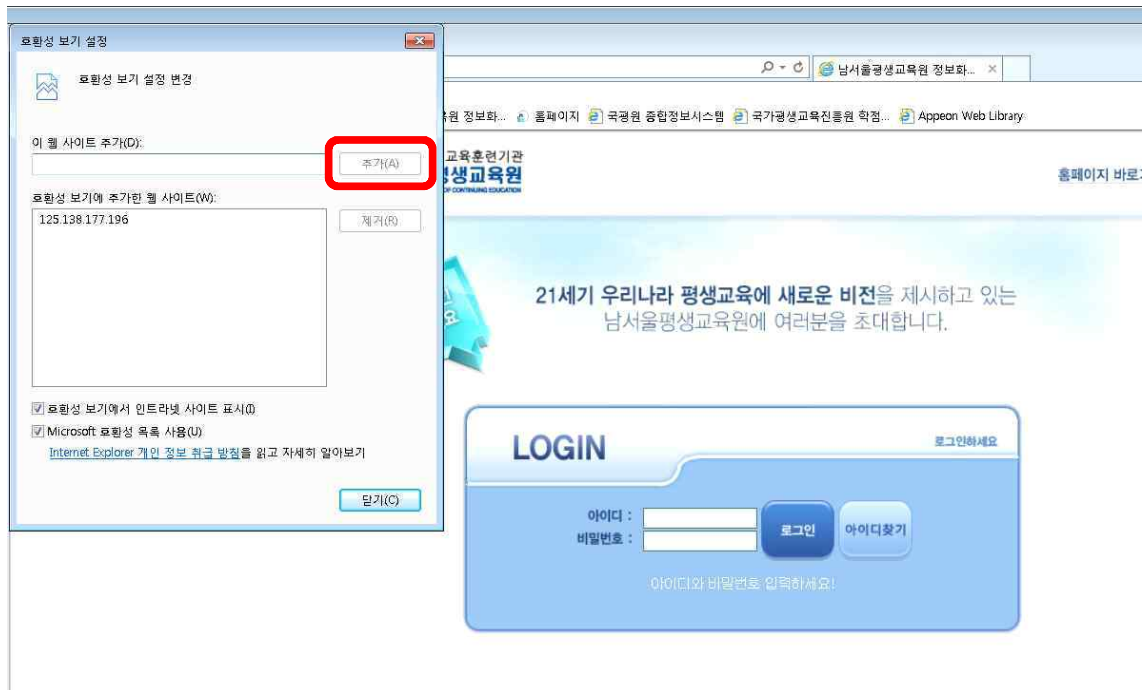 호환성 보기 설정
호환성 보기 설정 변경
이 웹 사이트 추가(D):
추가(A)
호환성 보기에 추가한 웹 사이트(W):
125.138.177.196
제거(R)
호환성 보기에서 인트라넷 사이트 표시(I)
Microsoft 호환성 목록 사용(U)
Internet Explorer 개인 정보 취급 방침을 읽고 자세히 알아보기
닫기(C)
남서울평생교육원 정보화...
원 정보화... 홈페이지 국평원 종합정보시스템 국가평생교육진흥원 학점... Appeon Web Library
교육훈련기관
생교육원
OF CONTINUING EDUCATION
홈페이지 바로
21세기 우리나라 평생교육에 새로운 비전을 제시하고 있는
남서울평생교육원에 여러분을 초대합니다.
LOGIN
로그인하세요
아이디 :
비밀번호 :
로그인
아이디찾기
아이디와 비밀번호 입력하세요!